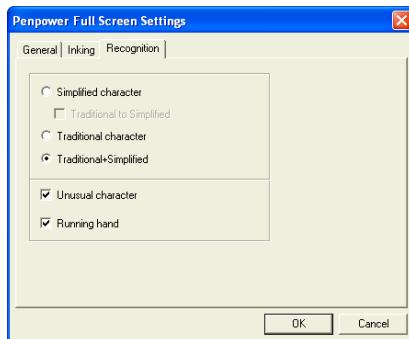 Penpower Full Screen Settings
General Inking Recognition
Simplified character
Traditional to Simplified
Traditional character
Traditional+Simplified
Unusual character
Running hand
OK Cancel